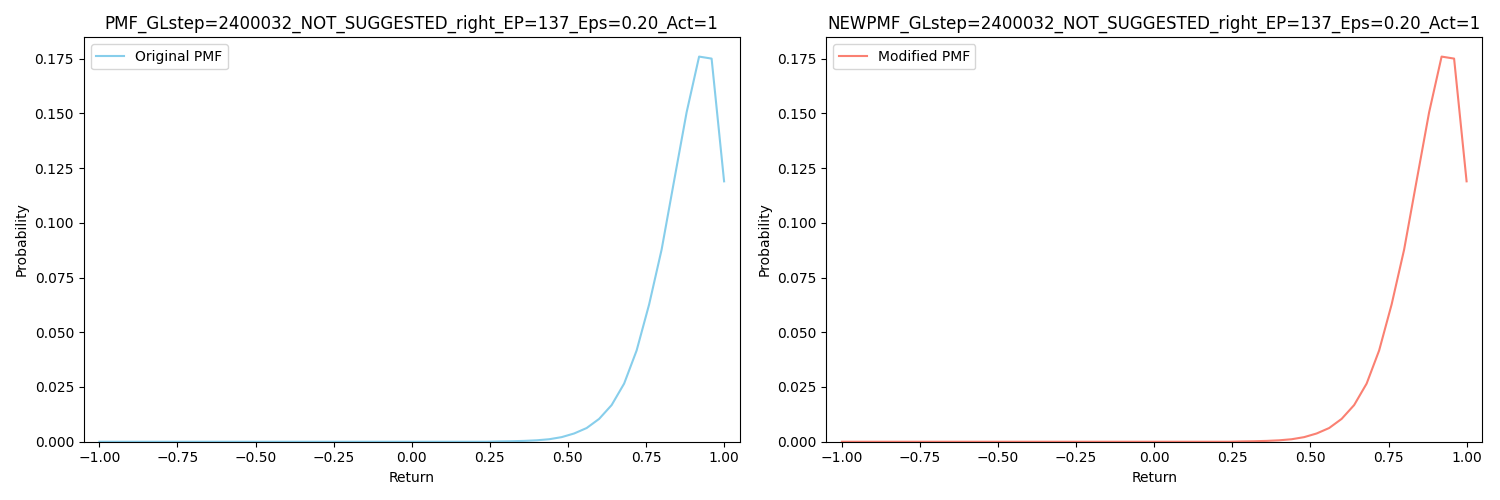 PMF_GLstep=2400032_NOT_SUGGESTED_right_EP=137_Eps=0.20_Act=1
Original PMF
0.175
0.150
0.125
0.100
0.075
0.050
0.025
0.000
Probability
−1.00 −0.75 −0.50 −0.25 0.00 0.25 0.50 0.75 1.00
Return
NEWPMF_GLstep=2400032_NOT_SUGGESTED_right_EP=137_Eps=0.20_Act=1
Modified PMF
0.175
0.150
0.125
0.100
0.075
0.050
0.025
0.000
Probability
−1.00 −0.75 −0.50 −0.25 0.00 0.25 0.50 0.75 1.00
Return